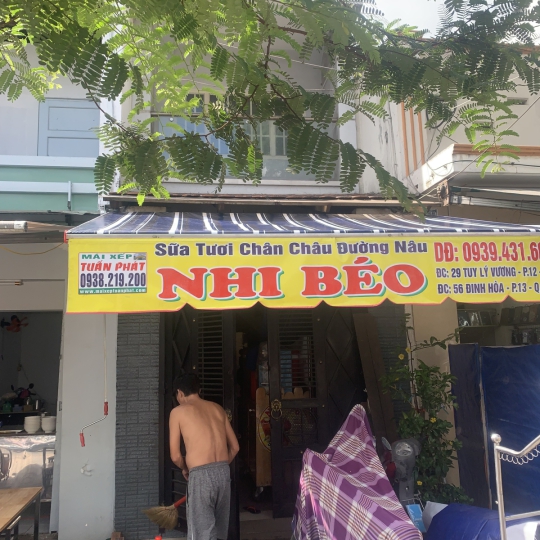 MÁI XẾP
TUẤN PHÁT
0938.219.200
Sữa Tươi Chân Châu Đường Nâu
NHI BÉO
DĐ: 0939.431.6
ĐC: 29 TUY LÝ VƯƠNG - P.12 -
ĐC: 56 ĐINH HÒA - P.13 - Q